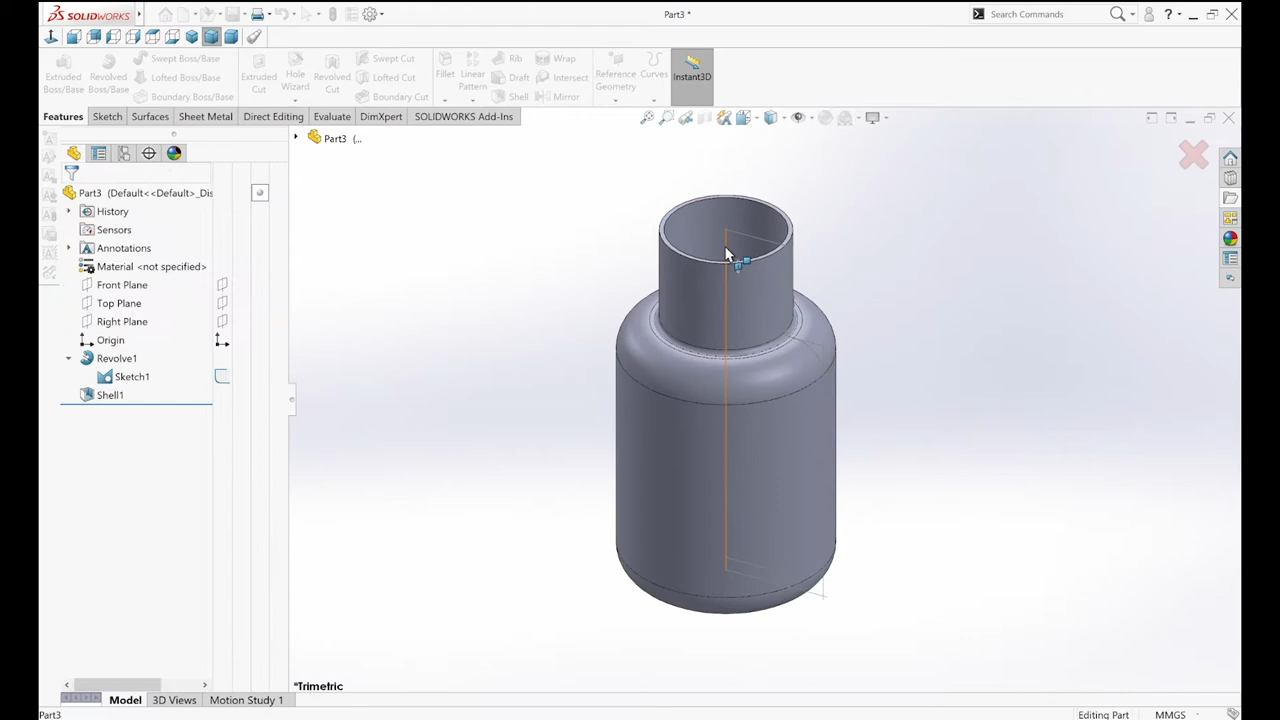 SOLIDWORKS
Part3 *
Search Commands
Extruded Boss/Base
Revolved Boss/Base
Swept Boss/Base
Lofted Boss/Base
Boundary Boss/Base
Extruded Cut
Hole Wizard
Revolved Cut
Swept Cut
Lofted Cut
Boundary Cut
Fillet
Linear Pattern
Rib
Draft
Shell
Wrap
Intersect
Mirror
Reference Geometry
Curves
Instant3D
Features
Sketch
Surfaces
Sheet Metal
Direct Editing
Evaluate
DimXpert
SOLIDWORKS Add-Ins
Part3 (...
Part3 (Default<<Default>_Dis
History
Sensors
Annotations
Material <not specified>
Front Plane
Top Plane
Right Plane
Origin
Revolve1
Sketch1
Shell1
*Trimetric
Model
3D Views
Motion Study 1
Part3
Editing Part
MMGS